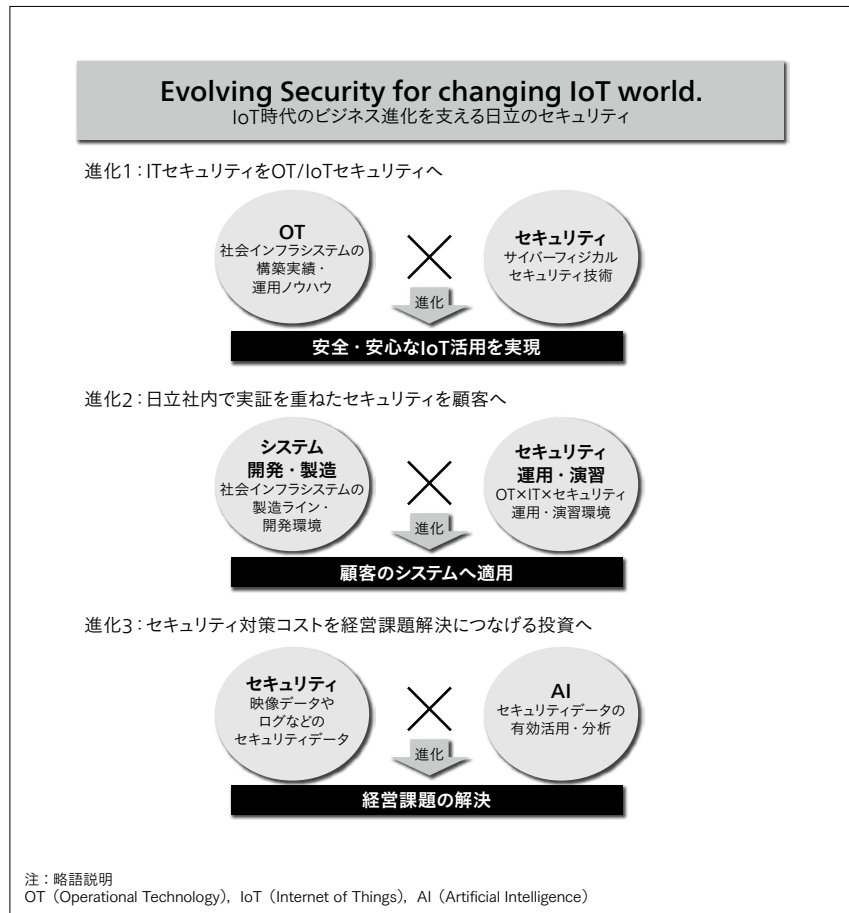 Evolving Security for changing IoT world.
IoT時代のビジネス進化を支える日立のセキュリティ
進化1：ITセキュリティをOT/IoTセキュリティへ
OT
社会インフラシステムの
構築実績・
運用ノウハウ
セキュリティ
サイバーフィジカル
セキュリティ技術
進化
安全・安心なIoT活用を実現
進化2：日立社内で実証を重ねたセキュリティを顧客へ
システム
開発・製造
社会インフラシステムの
製造ライン・
開発環境
セキュリティ
運用・演習
OT×IT×セキュリティ
運用・演習環境
進化
顧客のシステムへ適用
進化3：セキュリティ対策コストを経営課題解決につなげる投資へ
セキュリティ
映像データや
ログなどの
セキュリティデータ
AI
セキュリティデータの
有効活用・分析
進化
経営課題の解決
注：略語説明
OT（Operational Technology），IoT（Internet of Things），AI（Artificial Intelligence）